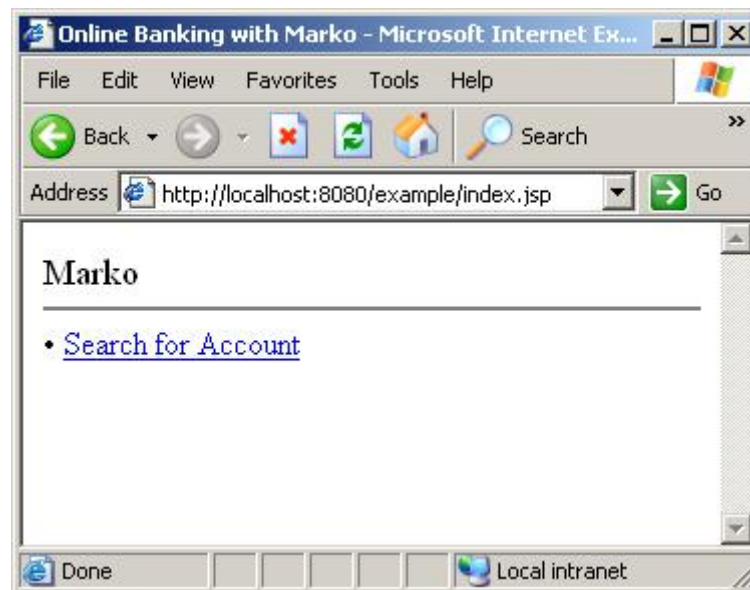 Online Banking with Marko - Microsoft Internet Ex...
File Edit View Favorites Tools Help
Back Search »
Address http://localhost:8080/example/index.jsp Go
Marko
• Search for Account
Done Local intranet